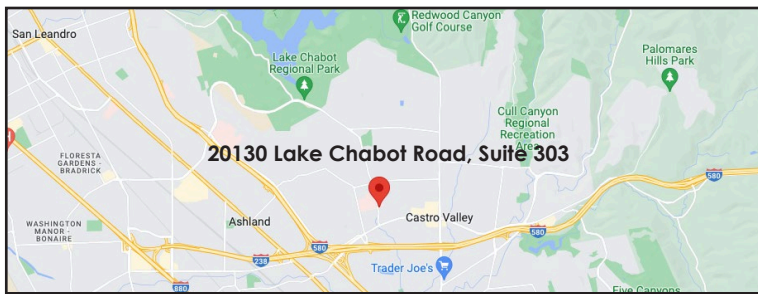 Redwood Canyon
Golf Course
San Leandro
Palomares
Hills Park
Lake Chabot
Regional Park
Cull Canyon
Regional
Recreation
Area
20130 Lake Chabot Road, Suite 303
FLORESTA
GARDENS -
BRADRICK
580
WASHINGTON
MANOR -
BONAIRE
Ashland
Castro Valley
580
580
238
Trader Joe's
880
Five Canyons